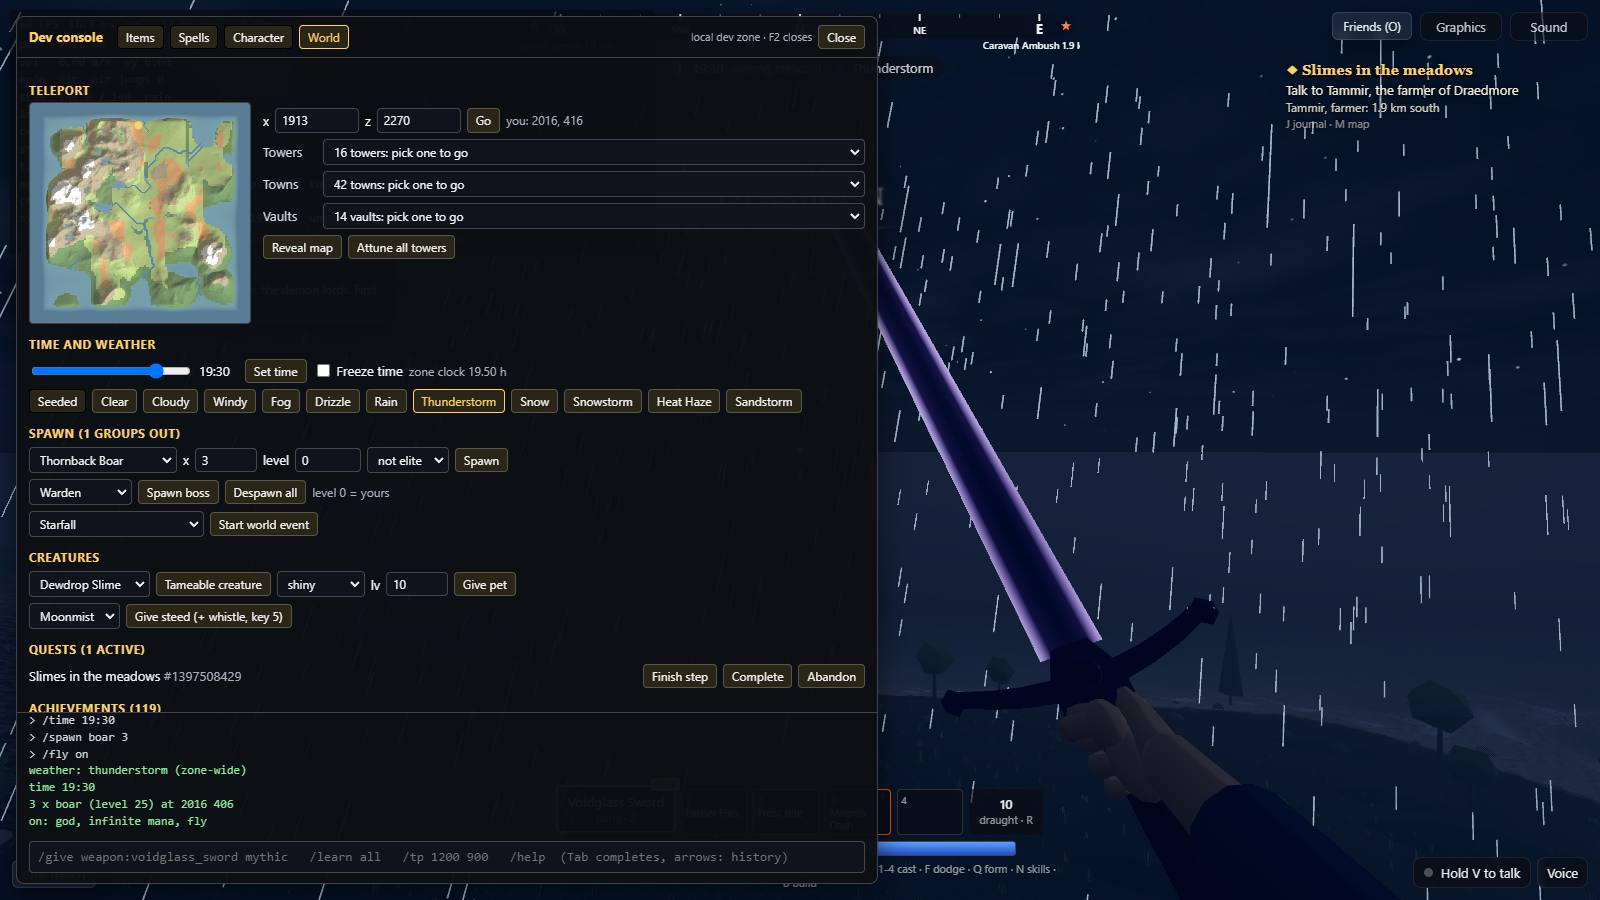 Dev console
Items
Spells
Character
World
local dev zone · F2 closes
Close
TELEPORT
x 1913 z 2270 Go you: 2016, 416
Towers 16 towers: pick one to go
Towns 42 towns: pick one to go
Vaults 14 vaults: pick one to go
Reveal map
Attune all towers
TIME AND WEATHER
19:30 Set time Freeze time zone clock 19.50 h
Seeded Clear Cloudy Windy Fog Drizzle Rain Thunderstorm Snow Snowstorm Heat Haze Sandstorm
SPAWN (1 GROUPS OUT)
Thornback Boar x 3 level 0 not elite Spawn
Warden Spawn boss Despawn all level 0 = yours
Starfall Start world event
CREATURES
Dewdrop Slime Tameable creature shiny lv 10 Give pet
Moonmist Give steed (+ whistle, key 5)
QUESTS (1 ACTIVE)
Slimes in the meadows #1397508429 Finish step Complete Abandon
ACHIEVEMENTS (119)
> /time 19:30
> /spawn boar 3
> /fly on
weather: thunderstorm (zone-wide)
time 19:30
3 x boar (level 25) at 2016 406
on: god, infinite mana, fly
/give weapon:voidglass_sword mythic /learn all /tp 1200 900 /help (Tab completes, arrows: history)
NE
E
Caravan Ambush 1.9 k
nderstorm
Friends (O)
Graphics
Sound
◆ Slimes in the meadows
Talk to Tammir, the farmer of Draedmore
Tammir, farmer: 1.9 km south
J journal · M map
Voidglass Sword
4
10
draught · R
1-4 cast · F dodge · Q form · N skills ·
B build
Hold V to talk
Voice